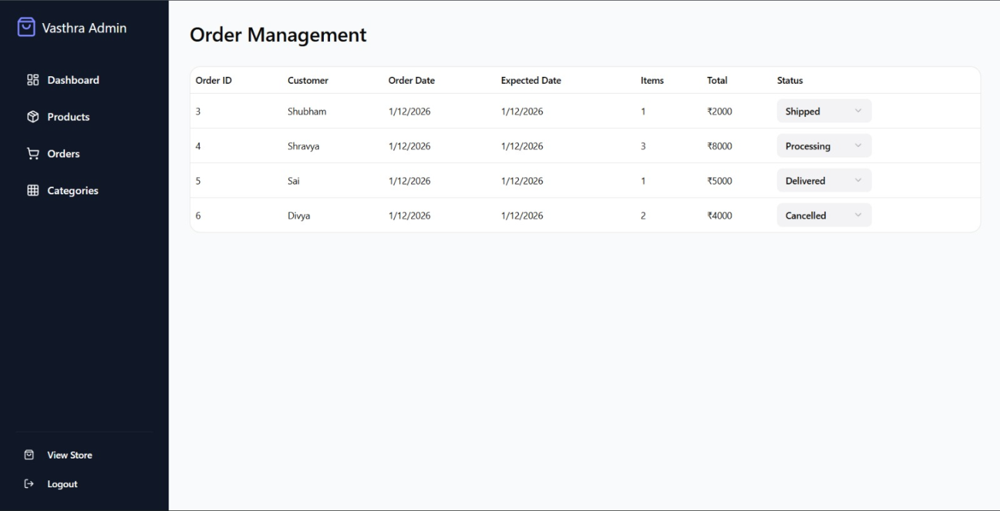 Vasthra Admin
Dashboard
Products
Orders
Categories
View Store
Logout
Order Management
Order ID Customer Order Date Expected Date Items Total Status
3 Shubham 1/12/2026 1/12/2026 1 ₹2000 Shipped
4 Shravya 1/12/2026 1/12/2026 3 ₹8000 Processing
5 Sai 1/12/2026 1/12/2026 1 ₹5000 Delivered
6 Divya 1/12/2026 1/12/2026 2 ₹4000 Cancelled